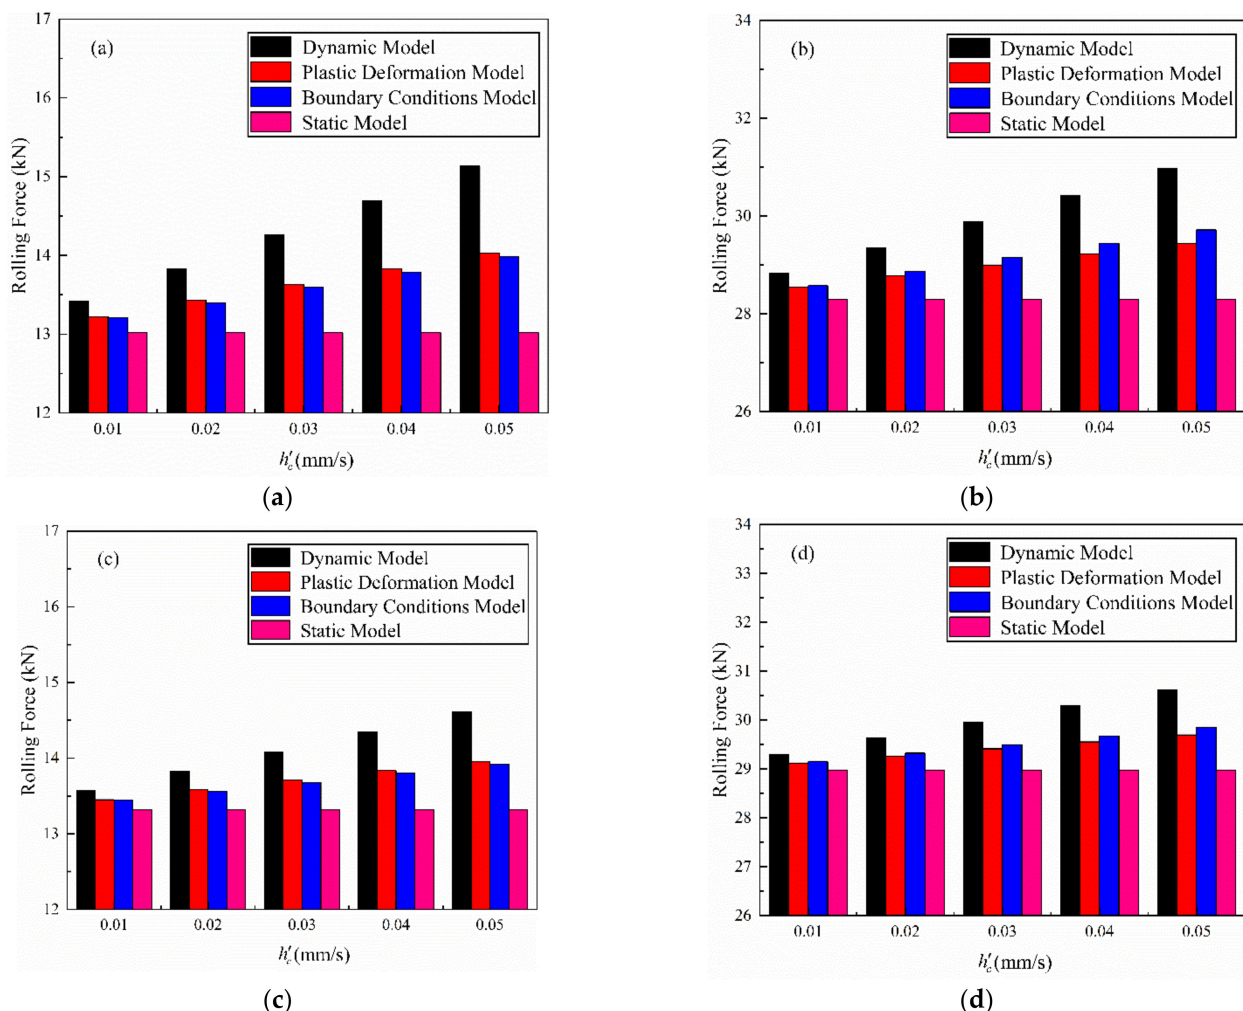 17
16
15
14
13
12
Rolling Force (kN)
(a)
Dynamic Model
Plastic Deformation Model
Boundary Conditions Model
Static Model
0.01 0.02 0.03 0.04 0.05
h′c (mm/s)
(a)
34
32
30
28
26
Rolling Force (kN)
(b)
Dynamic Model
Plastic Deformation Model
Boundary Conditions Model
Static Model
0.01 0.02 0.03 0.04 0.05
h′c (mm/s)
(b)
17
16
15
14
13
12
Rolling Force (kN)
(c)
Dynamic Model
Plastic Deformation Model
Boundary Conditions Model
Static Model
0.01 0.02 0.03 0.04 0.05
h′c (mm/s)
(c)
34
33
32
31
30
29
28
27
26
Rolling Force (kN)
(d)
Dynamic Model
Plastic Deformation Model
Boundary Conditions Model
Static Model
0.01 0.02 0.03 0.04 0.05
h′c (mm/s)
(d)